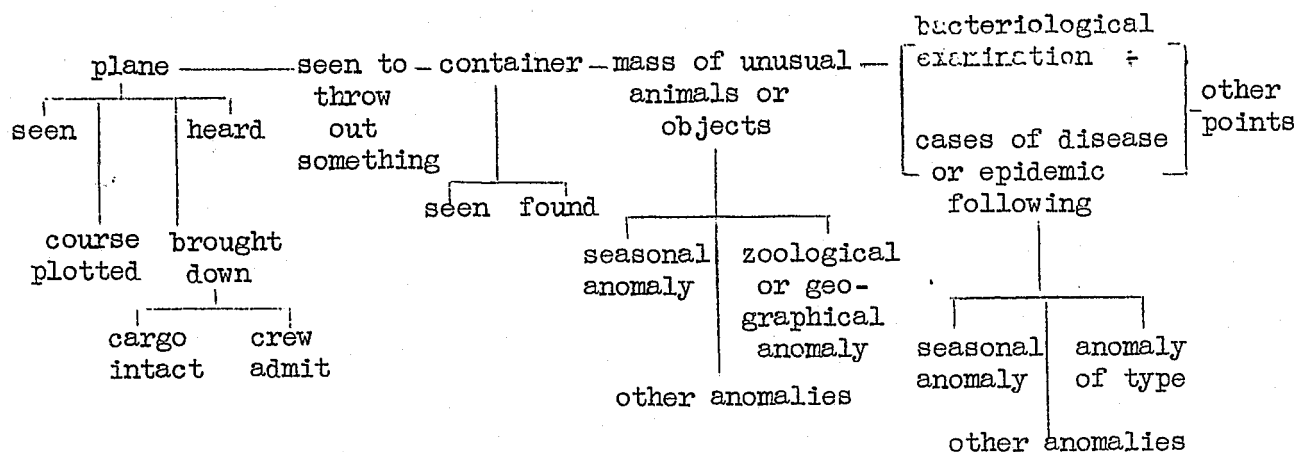 plane
seen
heard
course
plotted
brought
down
cargo
intact
crew
admit
seen to
throw
out
something
container
seen found
mass of unusual
animals or
objects
seasonal
anomaly
zoological
or geo-
graphical
anomaly
other anomalies
bacteriological
examination +
cases of disease
or epidemic
following
seasonal
anomaly
anomaly
of type
other anomalies
other
points